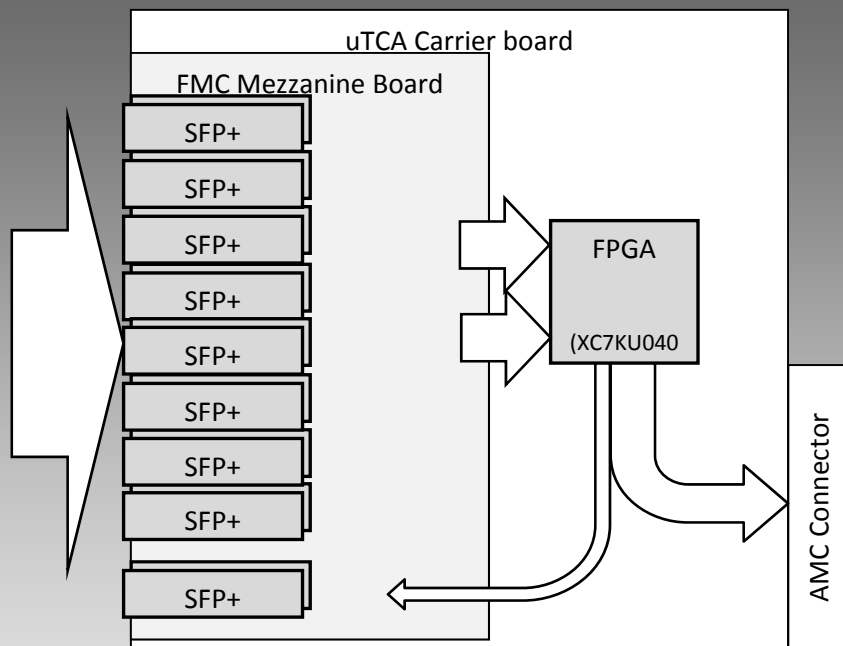 uTCA Carrier board
FMC Mezzanine Board
SFP+
SFP+
SFP+
SFP+
SFP+
SFP+
SFP+
SFP+
SFP+
FPGA
(XC7KU040
AMC Connector